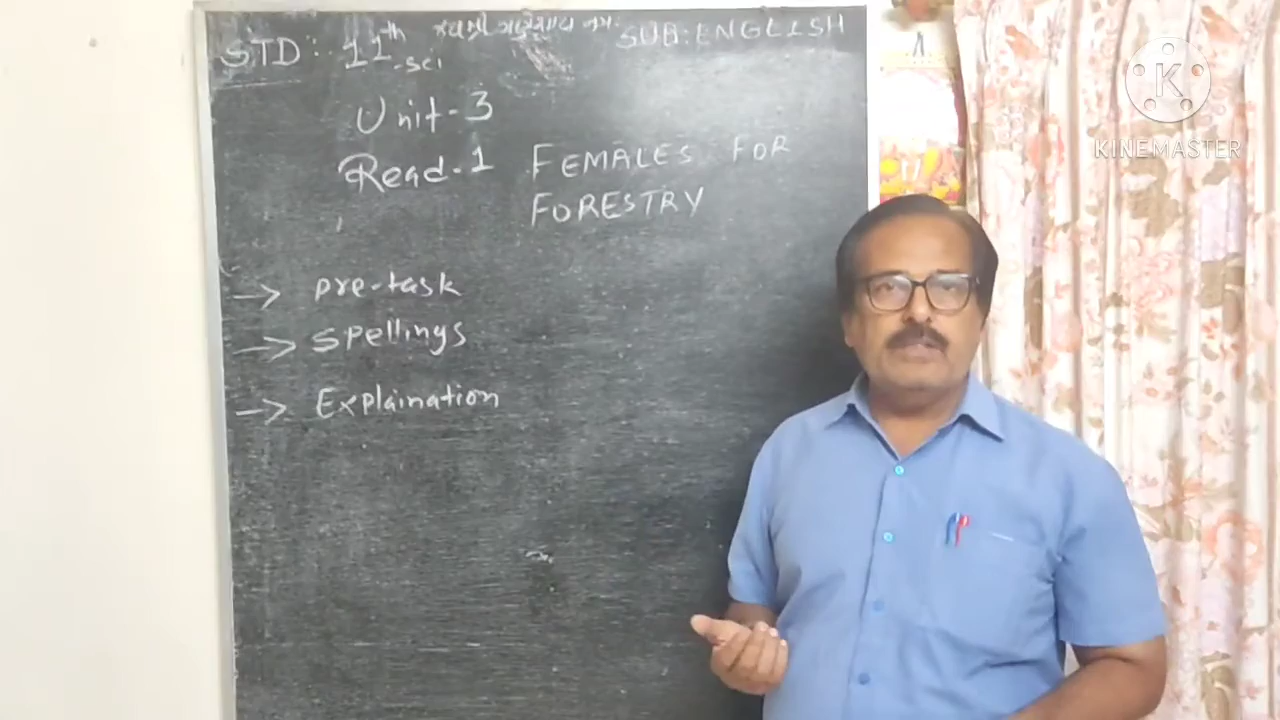 STD :- 11th - sci
SUB: ENGLISH
Unit - 3
Read - 1 FEMALES FOR
FORESTRY
→ pre-task
→ spellings
→ Explaination
K
KINEMASTER